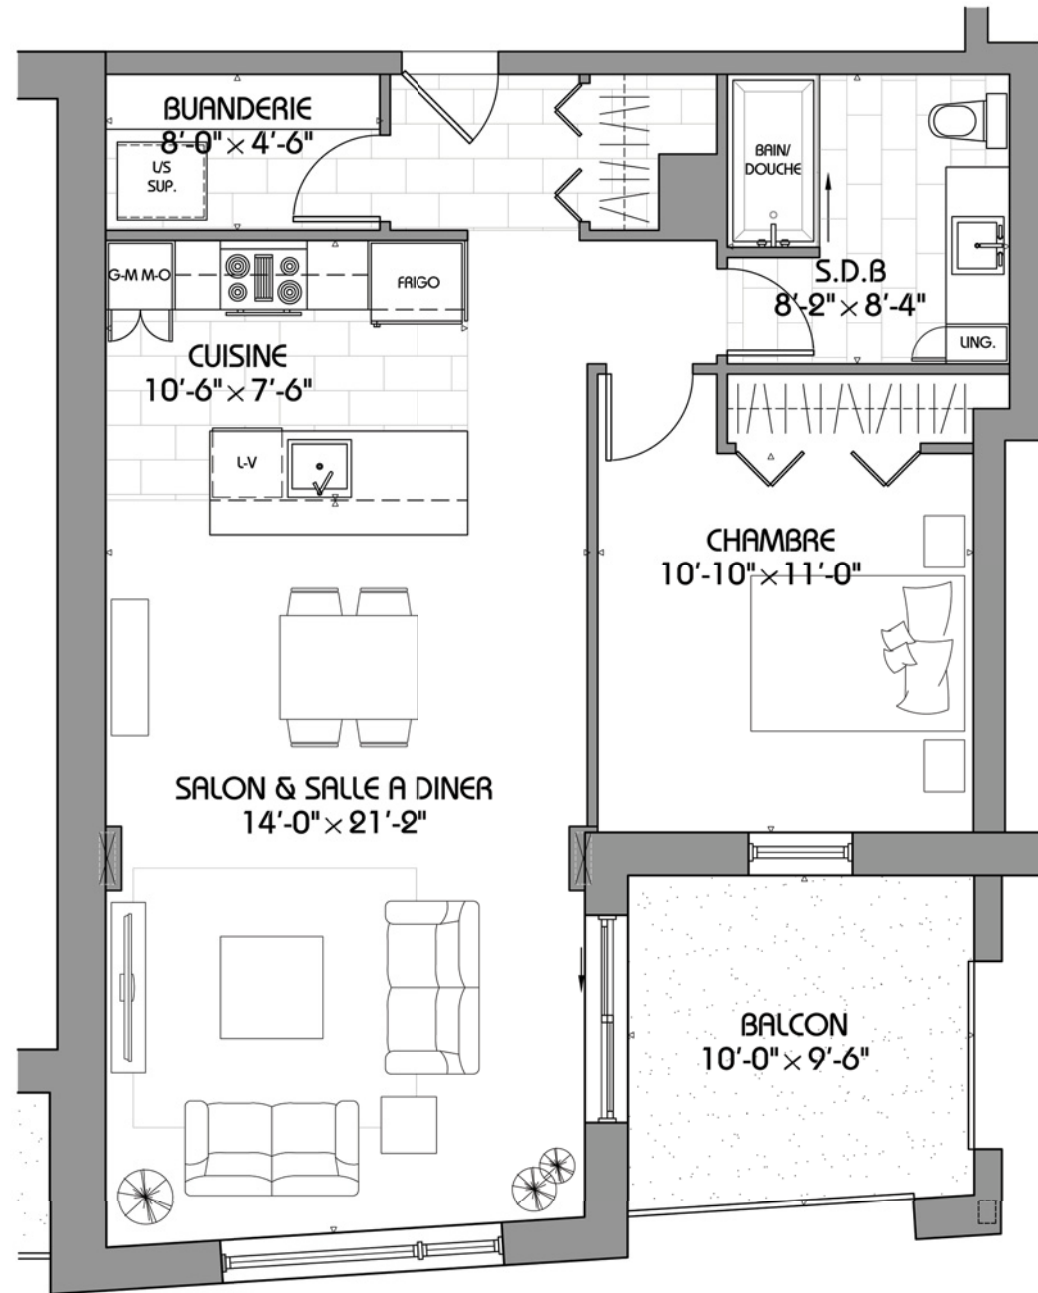 BUANDERIE
8'-0" × 4'-6"
L/S
SUP.
BAIN/
DOUCHE
G-M M-O
FRIGO
S.D.B
8'-2" × 8'-4"
LING.
CUISINE
10'-6" × 7'-6"
L-V
CHAMBRE
10'-10" × 11'-0"
SALON & SALLE A DINER
14'-0" × 21'-2"
BALCON
10'-0" × 9'-6"